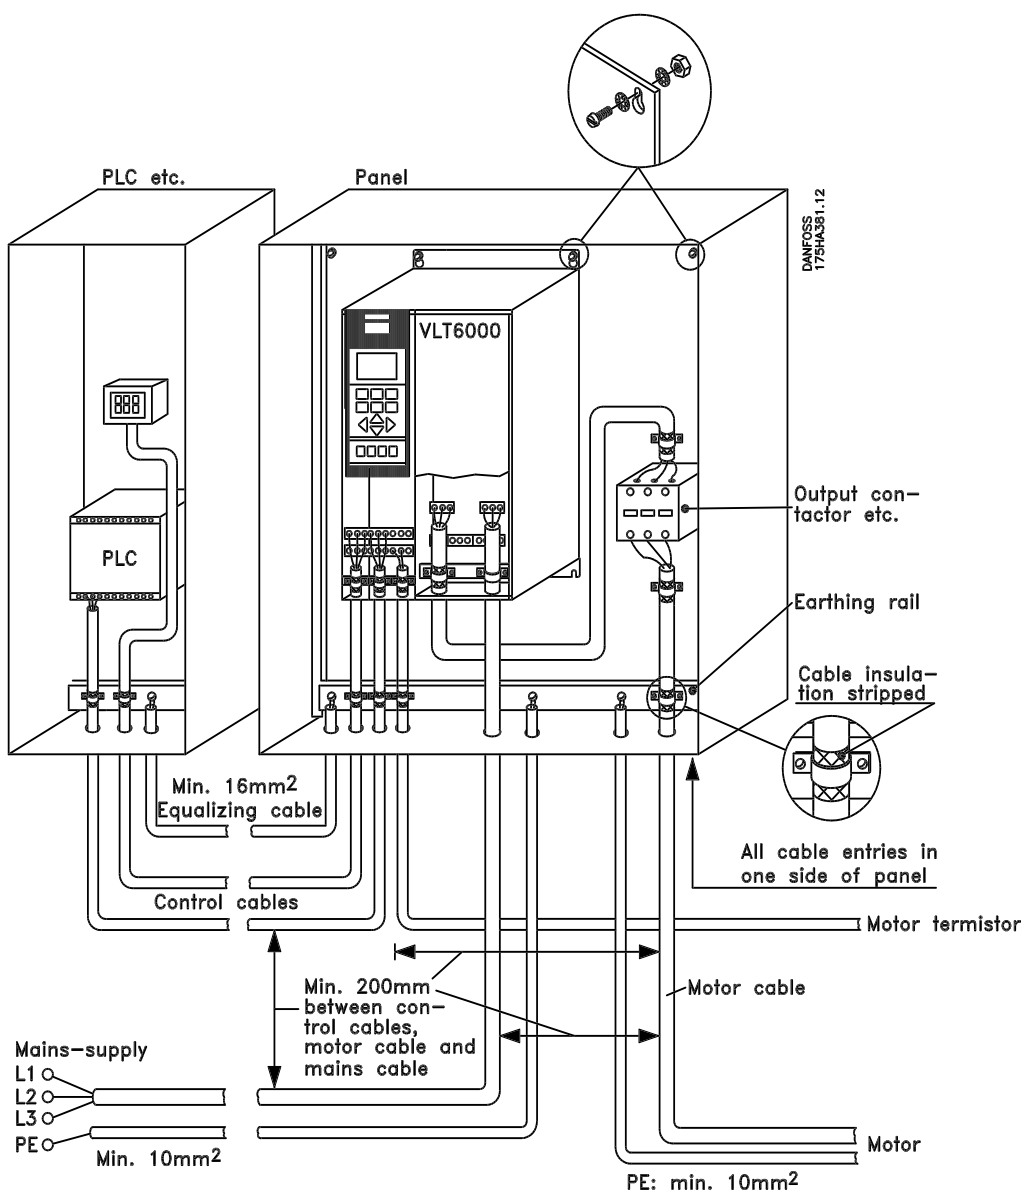 PLC etc.
Panel
DANFOSS
175HA381.12
VLT6000
PLC
Output con-
tactor etc.
Earthing rail
Cable insula-
tion stripped
Min. 16mm2
Equalizing cable
All cable entries in
one side of panel
Control cables
Motor termistor
Min. 200mm
between con-
trol cables,
motor cable and
mains cable
Motor cable
Mains-supply
L1
L2
L3
PE
Min. 10mm2
Motor
PE: min. 10mm2